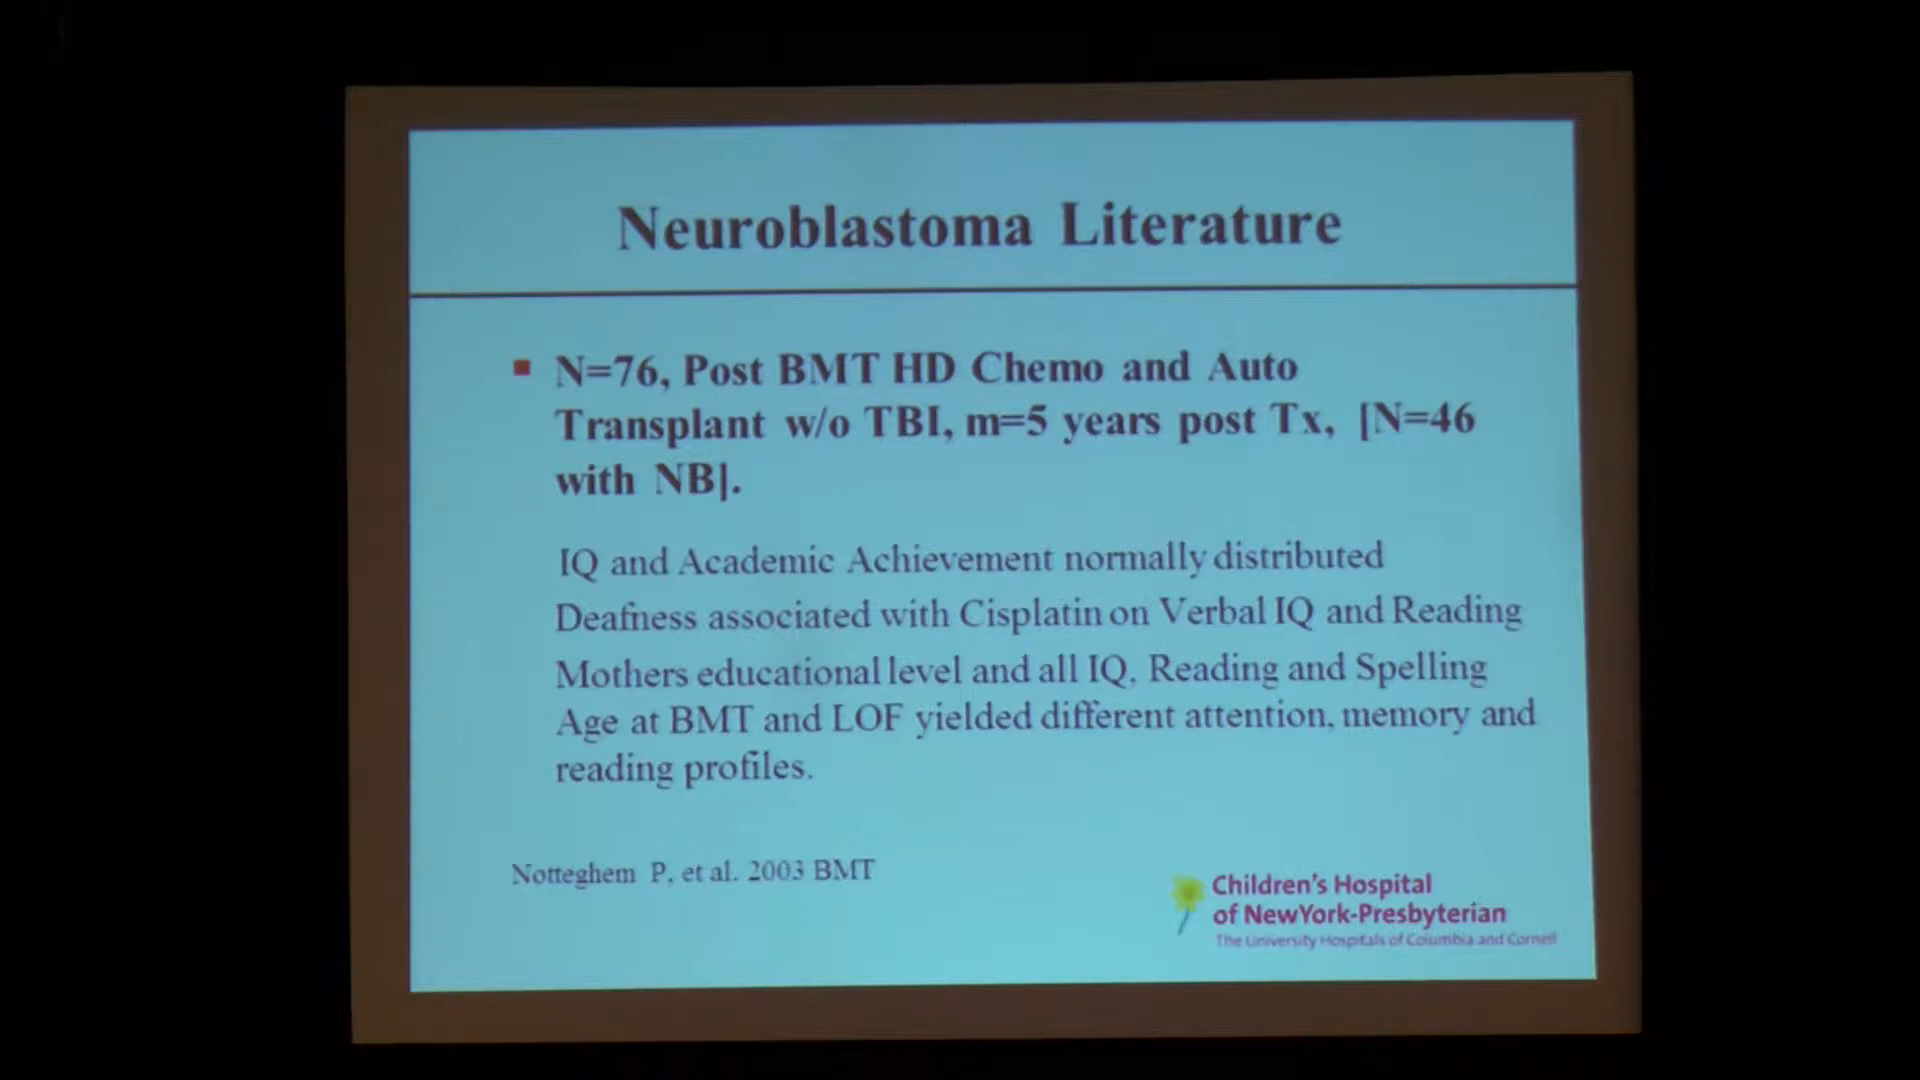 Neuroblastoma Literature
N=76, Post BMT HD Chemo and Auto
Transplant w/o TBI, m=5 years post Tx, [N=46
with NB].
IQ and Academic Achievement normally distributed
Deafness associated with Cisplatin on Verbal IQ and Reading
Mothers educational level and all IQ, Reading and Spelling
Age at BMT and LOF yielded different attention, memory and
reading profiles.
Notteghem P, et al. 2003 BMT
Children's Hospital
of NewYork-Presbyterian
The University Hospitals of Columbia and Cornell